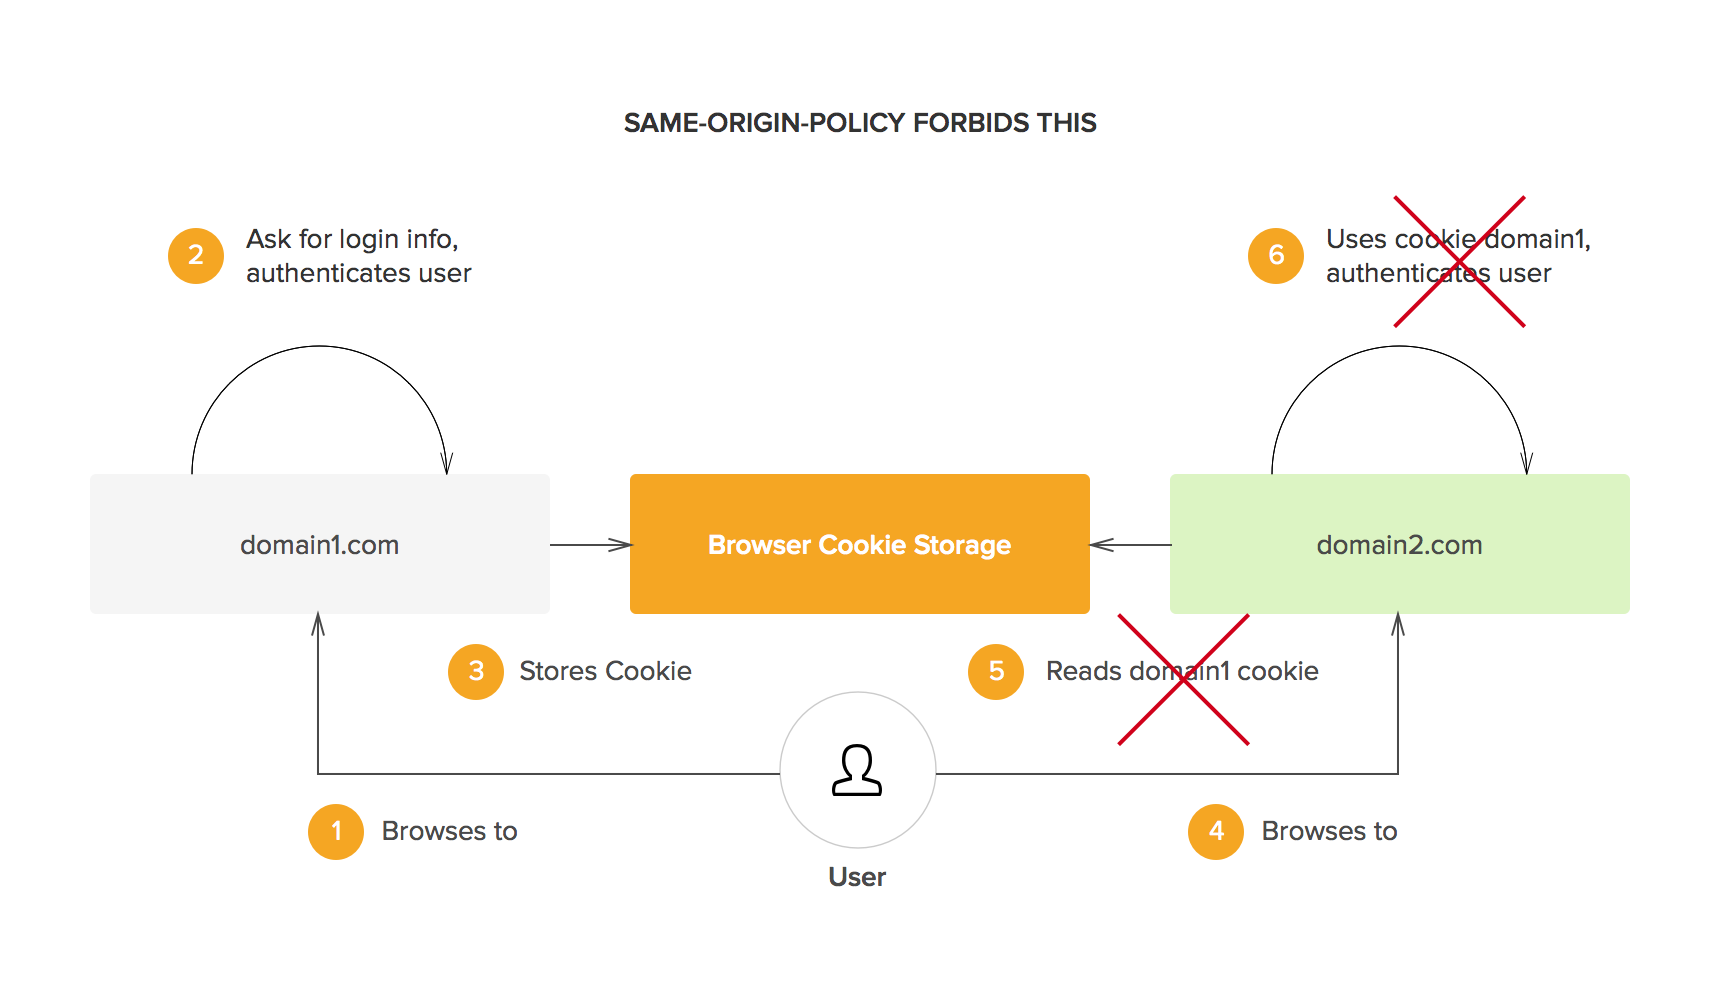 SAME-ORIGIN-POLICY FORBIDS THIS
2
Ask for login info,
authenticates user
6
Uses cookie domain1,
authenticates user
domain1.com
Browser Cookie Storage
domain2.com
3
Stores Cookie
5
Reads domain1 cookie
1
Browses to
4
Browses to
User